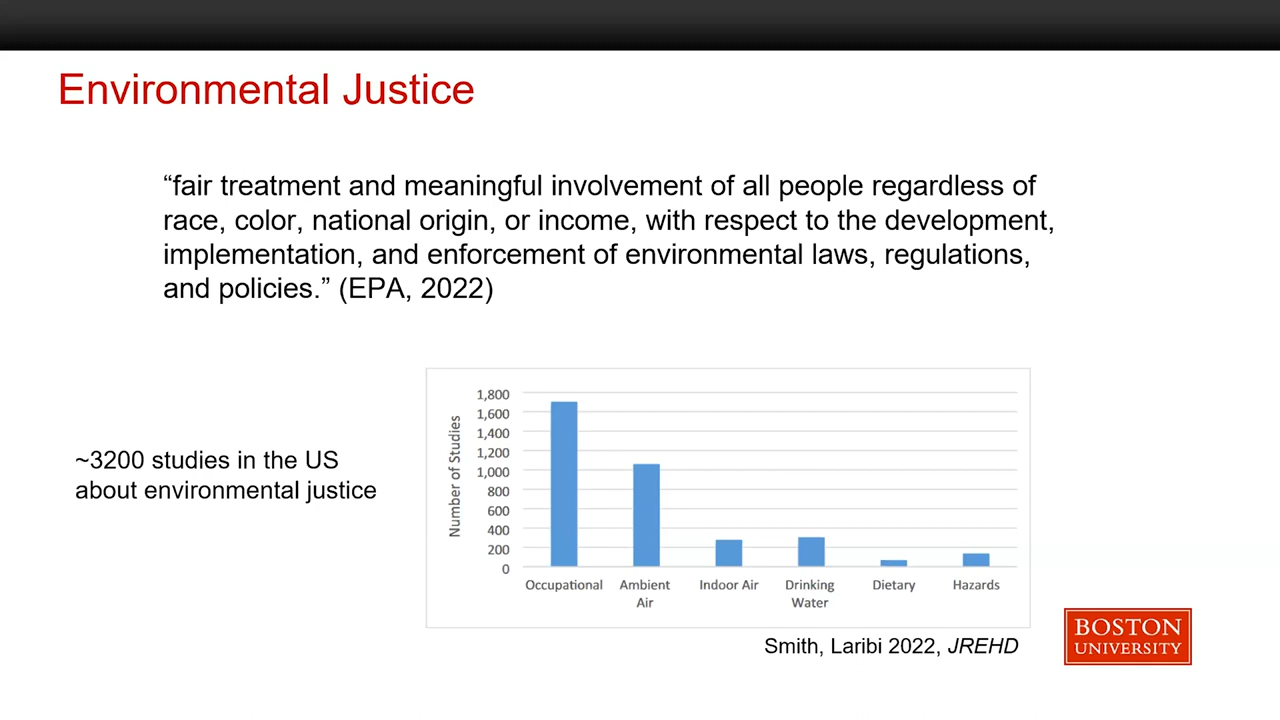 Environmental Justice
“fair treatment and meaningful involvement of all people regardless of
race, color, national origin, or income, with respect to the development,
implementation, and enforcement of environmental laws, regulations,
and policies.” (EPA, 2022)
~3200 studies in the US
about environmental justice
Number of Studies
1,800
1,600
1,400
1,200
1,000
800
600
400
200
0
Occupational
Ambient
Air
Indoor Air
Drinking
Water
Dietary
Hazards
Smith, Laribi 2022, JREHD
BOSTON
UNIVERSITY